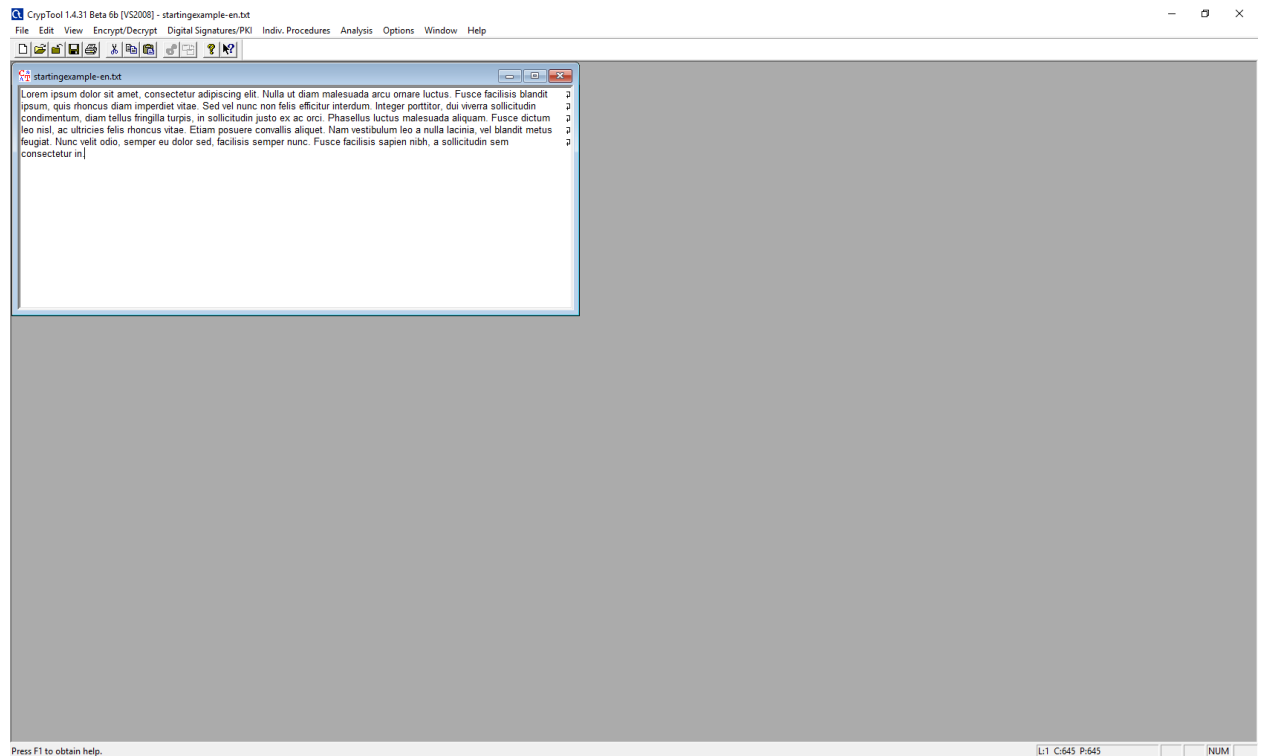 CrypTool 1.4.31 Beta 6b [VS2008] - startingexample-en.txt
File Edit View Encrypt/Decrypt Digital Signatures/PKI Indiv. Procedures Analysis Options Window Help
startingexample-en.txt
Lorem ipsum dolor sit amet, consectetur adipiscing elit. Nulla ut diam malesuada arcu ornare luctus. Fusce facilisis blandit
ipsum, quis rhoncus diam imperdiet vitae. Sed vel nunc non felis efficitur interdum. Integer porttitor, dui viverra sollicitudin
condimentum, diam tellus fringilla turpis, in sollicitudin justo ex ac orci. Phasellus luctus malesuada aliquam. Fusce dictum
leo nisl, ac ultricies felis rhoncus vitae. Etiam posuere convallis aliquet. Nam vestibulum leo a nulla lacinia, vel blandit metus
feugiat. Nunc velit odio, semper eu dolor sed, facilisis semper nunc. Fusce facilisis sapien nibh, a sollicitudin sem
consectetur in.
Press F1 to obtain help. L:1 C:645 P:645 NUM